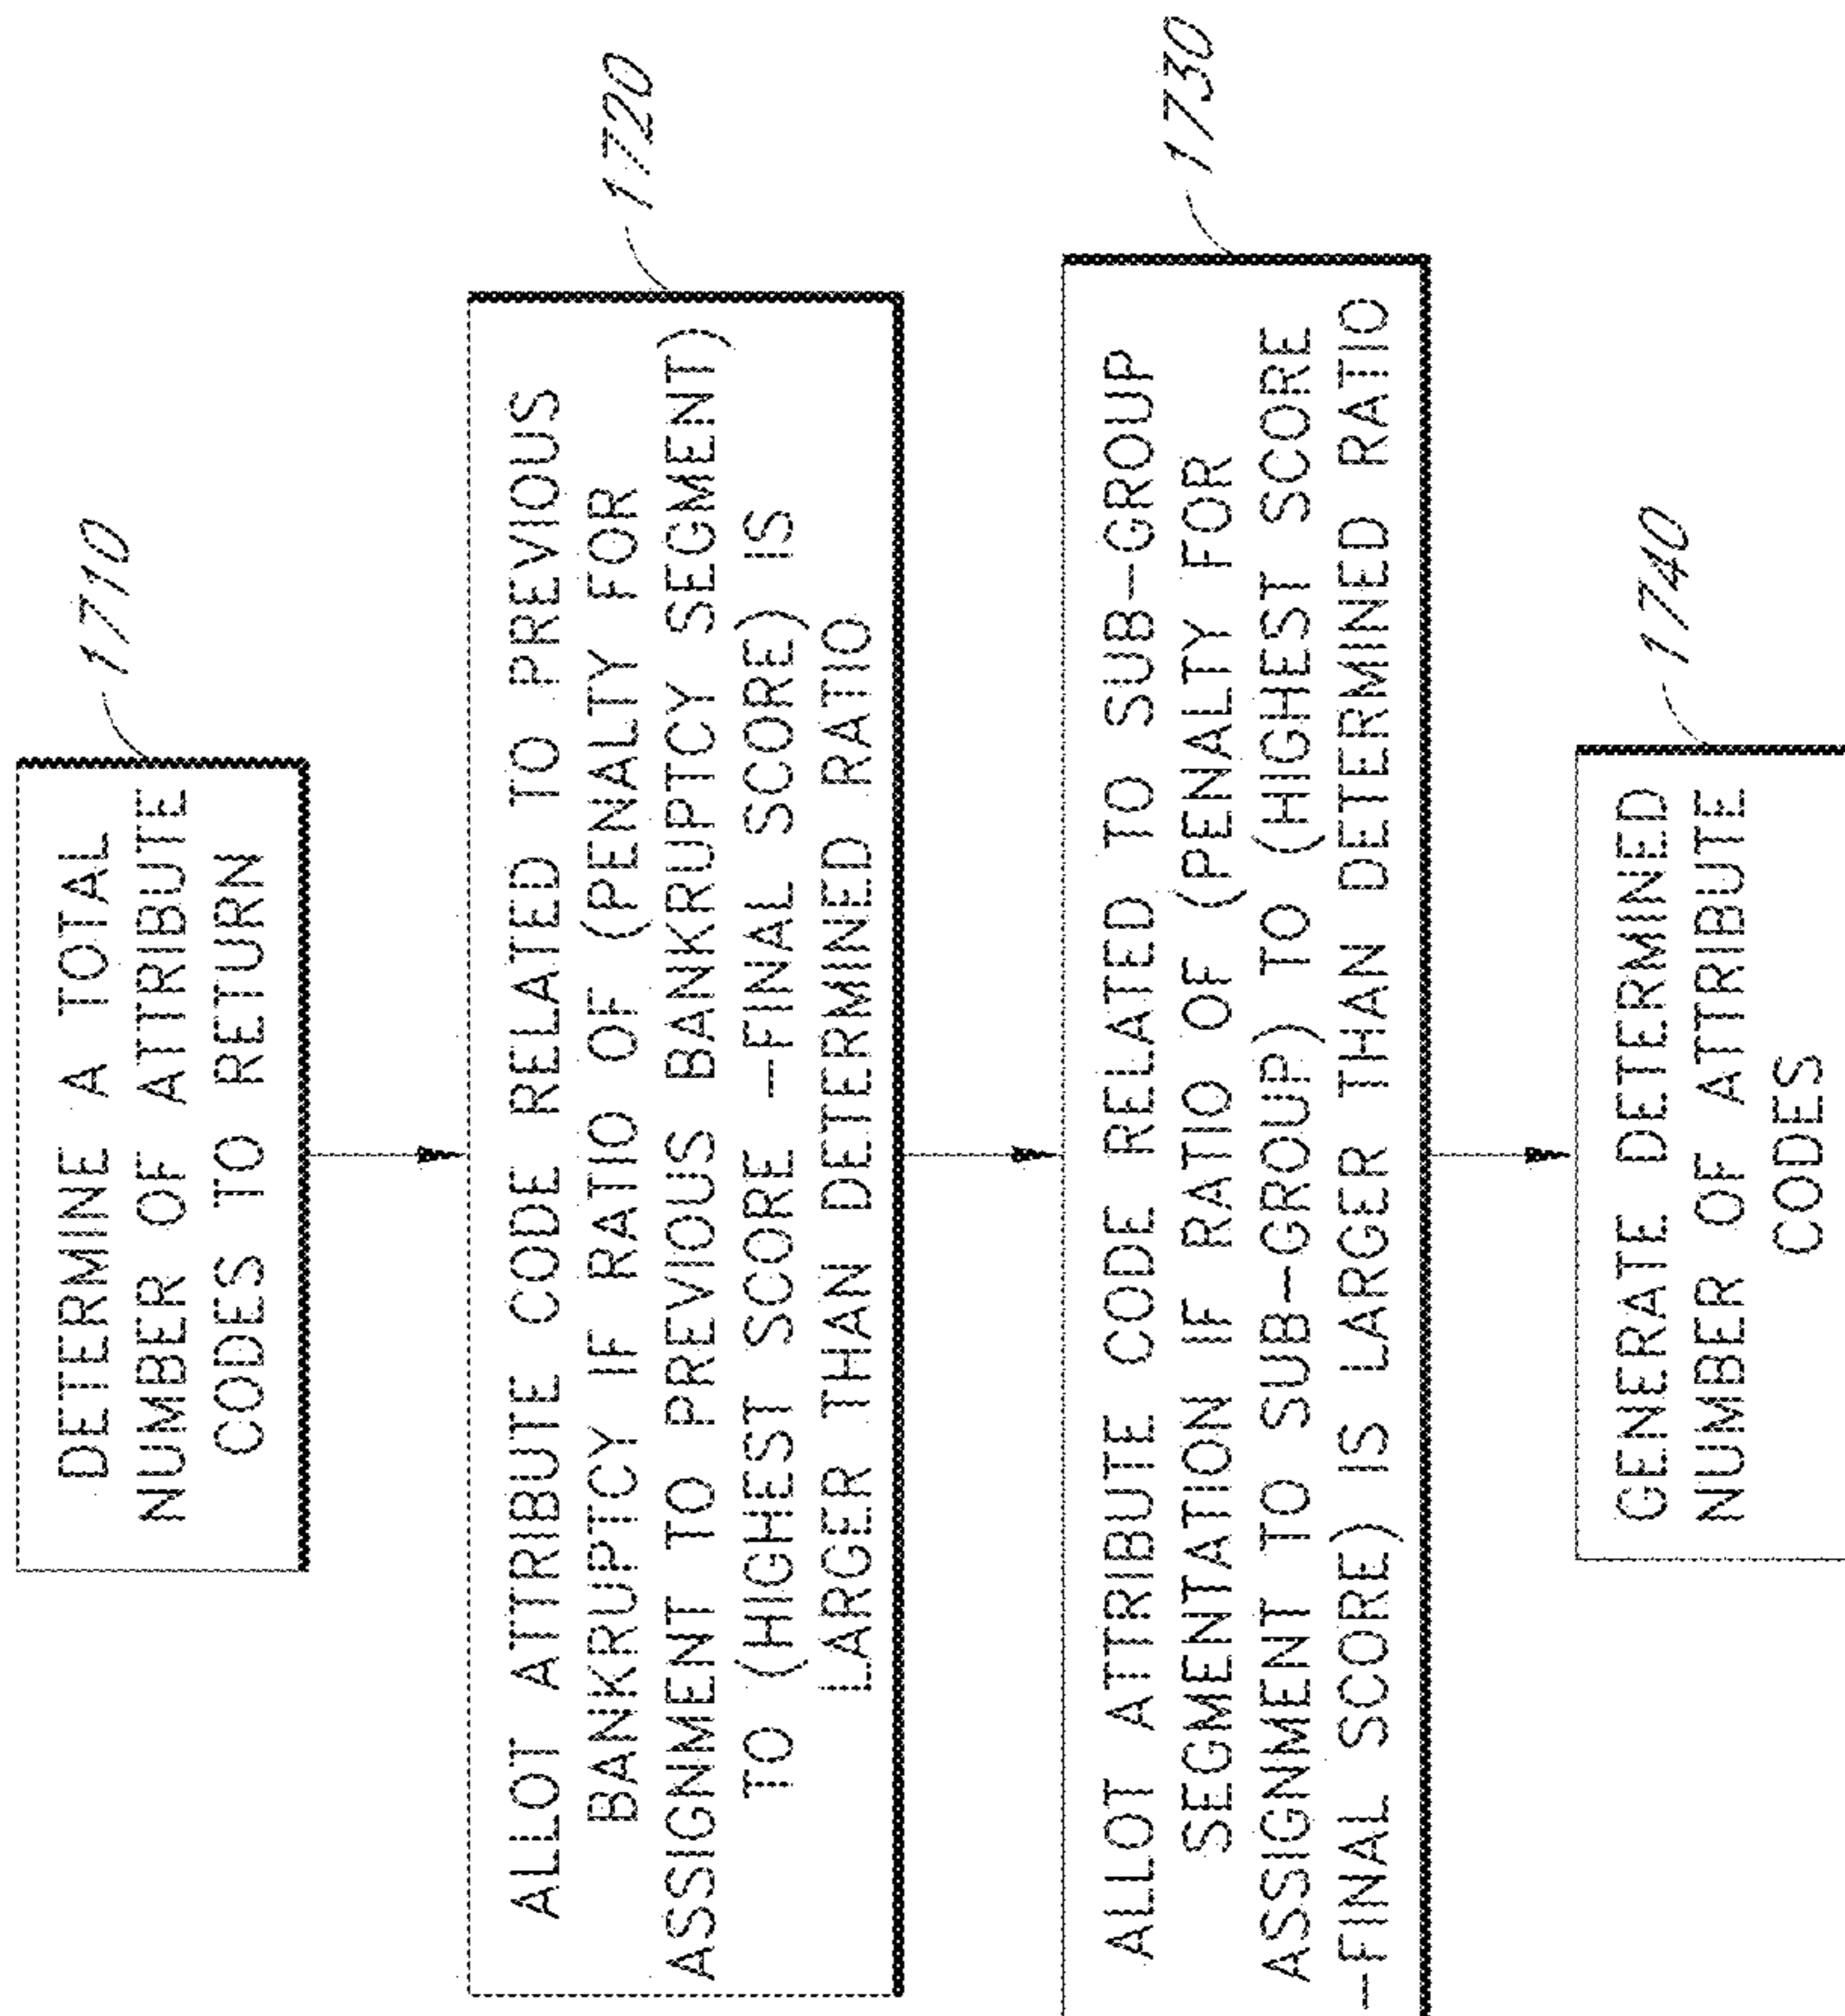 1710
DETERMINE A TOTAL
NUMBER OF ATTRIBUTE
CODES TO RETURN
1720
ALLOT ATTRIBUTE CODE RELATED TO PREVIOUS
BANKRUPTCY IF RATIO OF (PENALTY FOR
ASSIGNMENT TO PREVIOUS BANKRUPTCY SEGMENT)
TO (HIGHEST SCORE -FINAL SCORE) IS
LARGER THAN DETERMINED RATIO
1730
ALLOT ATTRIBUTE CODE RELATED TO SUB-GROUP
SEGMENTATION IF RATIO OF (PENALTY FOR
ASSIGNMENT TO SUB-GROUP) TO (HIGHEST SCORE
-FINAL SCORE) IS LARGER THAN DETERMINED RATIO
1740
GENERATE DETERMINED
NUMBER OF ATTRIBUTE
CODES